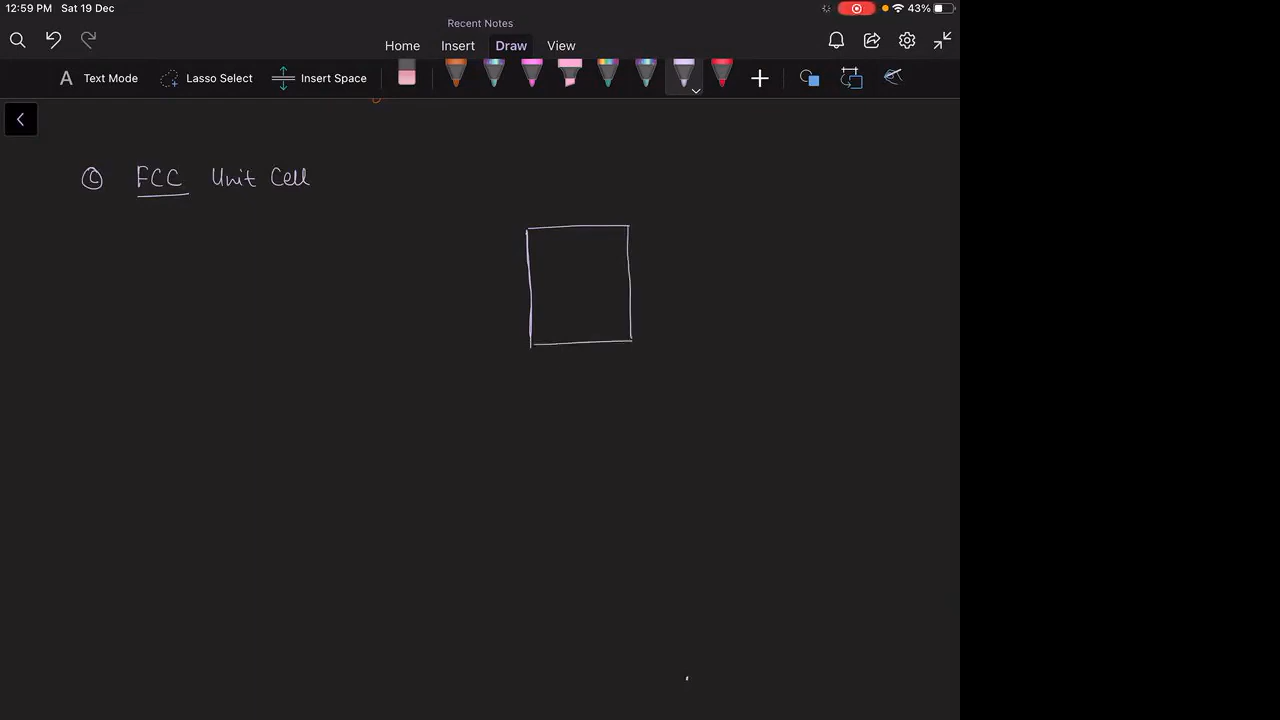 12:59 PM Sat 19 Dec 43%
Recent Notes
Home Insert Draw View
A Text Mode Lasso Select Insert Space
FCC Unit Cell